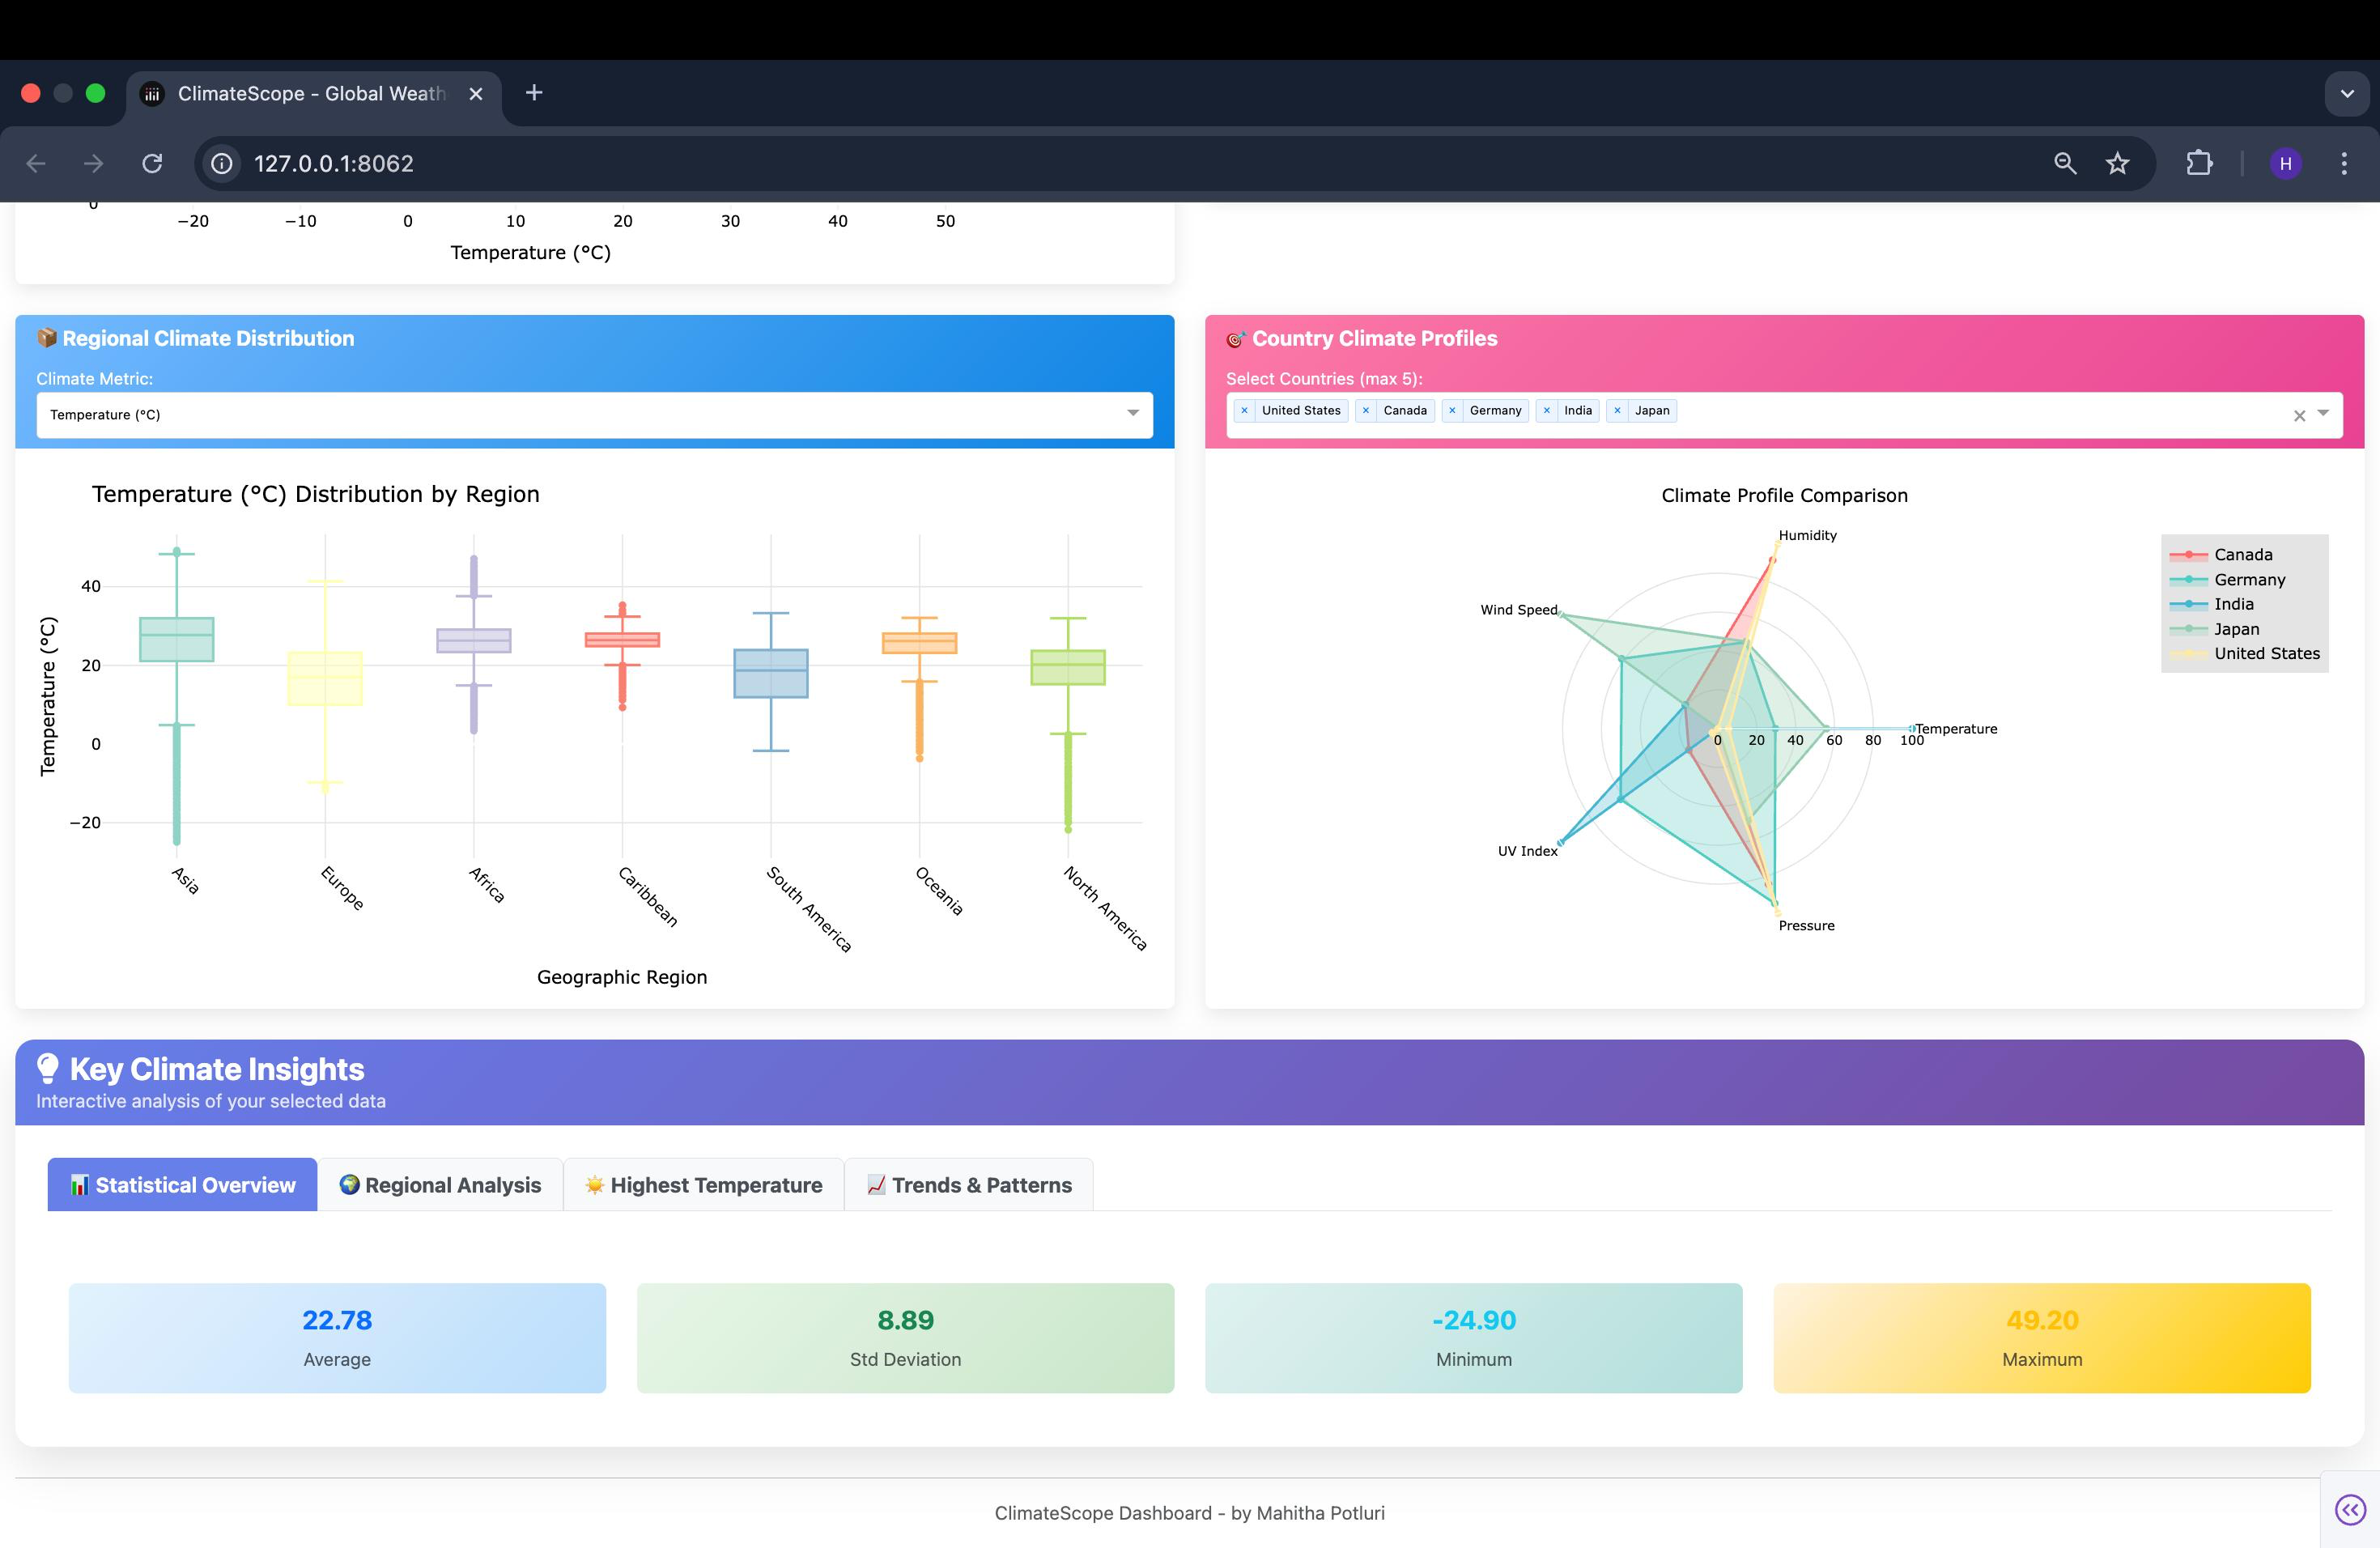 ClimateScope - Global Weath
127.0.0.1:8062
H
0
−20 −10 0 10 20 30 40 50
Temperature (°C)
Regional Climate Distribution
Climate Metric:
Temperature (°C)
Temperature (°C) Distribution by Region
Temperature (°C)
40
20
0
−20
Asia
Europe
Africa
Caribbean
South America
Oceania
North America
Geographic Region
Country Climate Profiles
Select Countries (max 5):
× United States × Canada × Germany × India × Japan
Climate Profile Comparison
Humidity
Wind Speed
Temperature
0 20 40 60 80 100
UV Index
Pressure
Canada
Germany
India
Japan
United States
Key Climate Insights
Interactive analysis of your selected data
Statistical Overview
Regional Analysis
Highest Temperature
Trends & Patterns
22.78
Average
8.89
Std Deviation
-24.90
Minimum
49.20
Maximum
ClimateScope Dashboard - by Mahitha Potluri